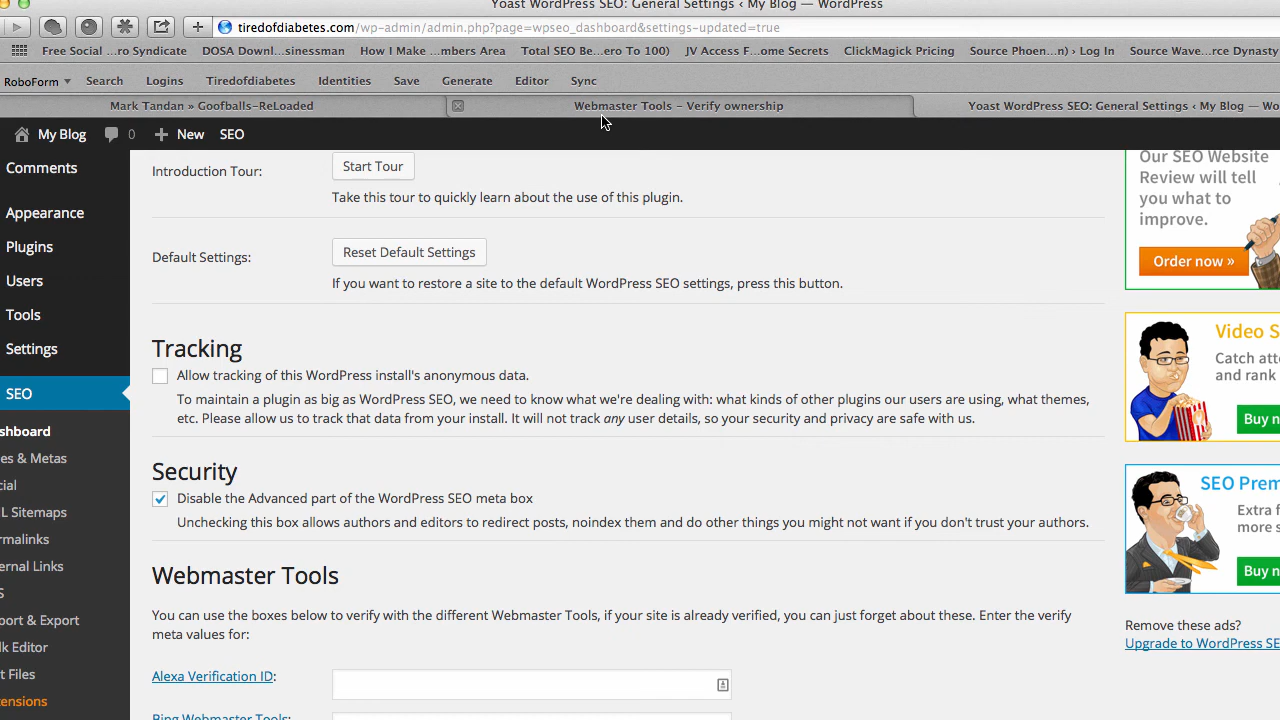 Yoast WordPress SEO: General Settings ‹ My Blog — WordPress
tiredofdiabetes.com/wp-admin/admin.php?page=wpseo_dashboard&settings-updated=true
Free Social ...ro Syndicate DOSA Downl...sinessman How I Make ...mbers Area Total SEO Be...ero To 100) JV Access F...ome Secrets ClickMagick Pricing Source Phoen...n) › Log In Source Wave...rce Dynasty
RoboForm Search Logins Tiredofdiabetes Identities Save Generate Editor Sync
Mark Tandan » Goofballs-ReLoaded Webmaster Tools - Verify ownership Yoast WordPress SEO: General Settings ‹ My Blog — Wo
My Blog 0 + New SEO
Comments
Appearance
Plugins
Users
Tools
Settings
SEO
shboard
es & Metas
cial
L Sitemaps
rmalinks
ernal Links
S
port & Export
lk Editor
t Files
tensions
Introduction Tour: Start Tour
Take this tour to quickly learn about the use of this plugin.
Default Settings: Reset Default Settings
If you want to restore a site to the default WordPress SEO settings, press this button.
Tracking
Allow tracking of this WordPress install's anonymous data.
To maintain a plugin as big as WordPress SEO, we need to know what we're dealing with: what kinds of other plugins our users are using, what themes,
etc. Please allow us to track that data from your install. It will not track any user details, so your security and privacy are safe with us.
Security
Disable the Advanced part of the WordPress SEO meta box
Unchecking this box allows authors and editors to redirect posts, noindex them and do other things you might not want if you don't trust your authors.
Webmaster Tools
You can use the boxes below to verify with the different Webmaster Tools, if your site is already verified, you can just forget about these. Enter the verify
meta values for:
Alexa Verification ID:
Bing Webmaster Tools:
Our SEO Website
Review will tell
you what to
improve.
Order now »
Video S
Catch att
and rank
Buy n
SEO Prem
Extra f
more s
Buy n
Remove these ads?
Upgrade to WordPress SE